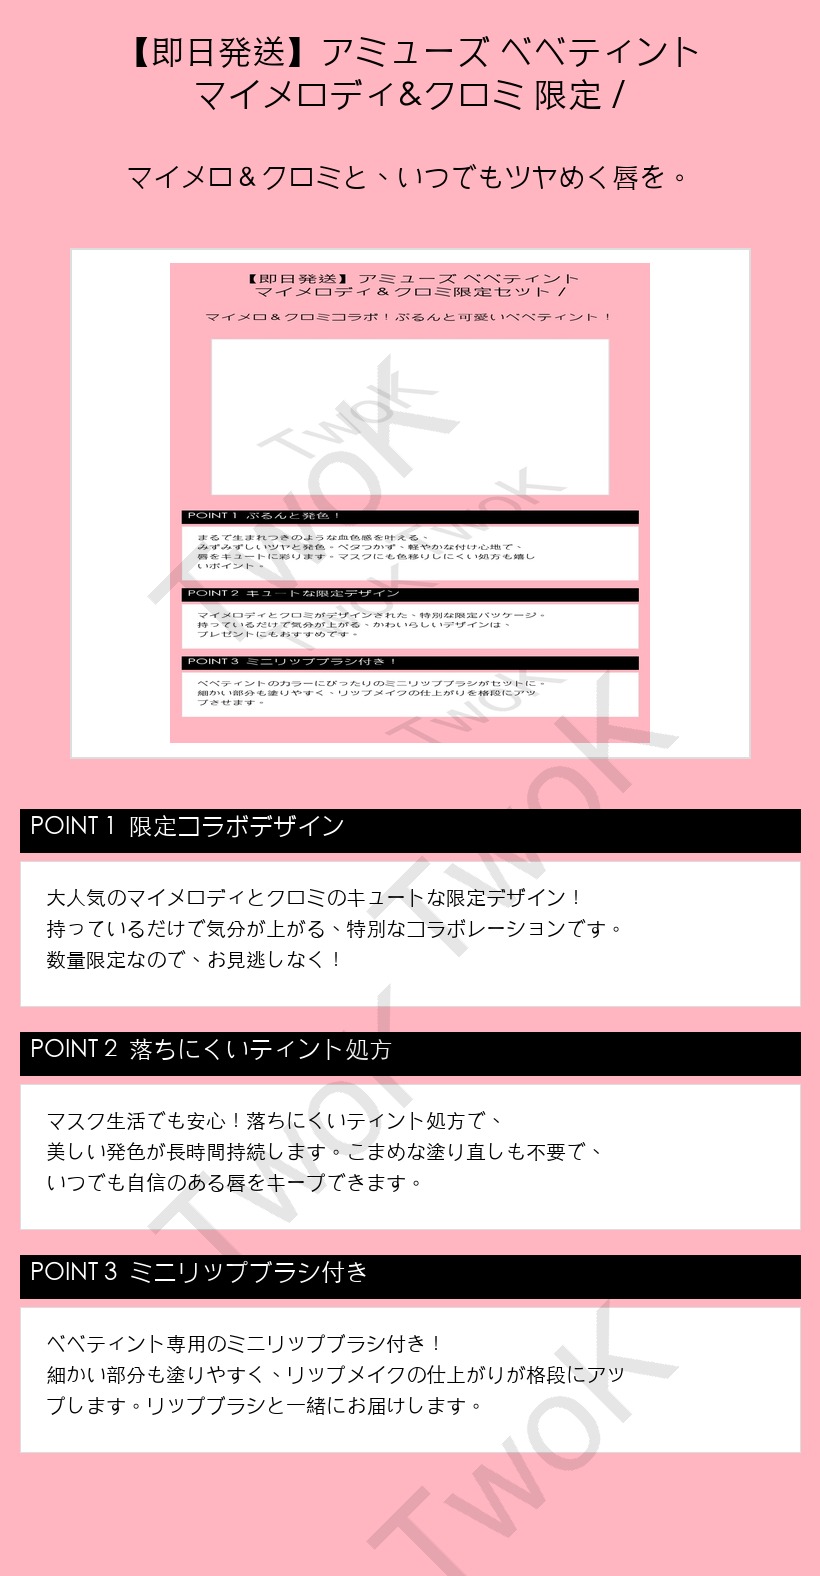 【即日発送】アミューズ ベベティント
マイメロディ&クロミ 限定 /
マイメロ＆クロミと、いつでもツヤめく唇を。
【即日発送】アミューズ ベベティント
マイメロディ＆クロミ限定セット /
マイメロ＆クロミコラボ！ぷるんと可愛いベベティント！
POINT 1 ぷるんと発色！
まるで生まれつきのような血色感を叶える、
みずみずしいツヤと発色。ベタつかず、軽やかな付け心地で、
唇をキュートに彩ります。マスクにも色移りしにくい処方も嬉し
いポイント。
POINT 2 キュートな限定デザイン
マイメロディとクロミがデザインされた、特別な限定パッケージ。
持っているだけで気分が上がる、かわいらしいデザインは、
プレゼントにもおすすめです。
POINT 3 ミニリップブラシ付き！
ベベティントのカラーにぴったりのミニリップブラシがセットに。
細かい部分も塗りやすく、リップメイクの仕上がりを格段にアッ
プさせます。
TwoK
TwoK
TwoK
TwoK
TwoK
POINT 1 限定コラボデザイン
大人気のマイメロディとクロミのキュートな限定デザイン！
持っているだけで気分が上がる、特別なコラボレーションです。
数量限定なので、お見逃しなく！
TwoK
POINT 2 落ちにくいティント処方
マスク生活でも安心！落ちにくいティント処方で、
美しい発色が長時間持続します。こまめな塗り直しも不要で、
いつでも自信のある唇をキープできます。
TwoK
POINT 3 ミニリップブラシ付き
ベベティント専用のミニリップブラシ付き！
細かい部分も塗りやすく、リップメイクの仕上がりが格段にアッ
プします。リップブラシと一緒にお届けします。
TwoK